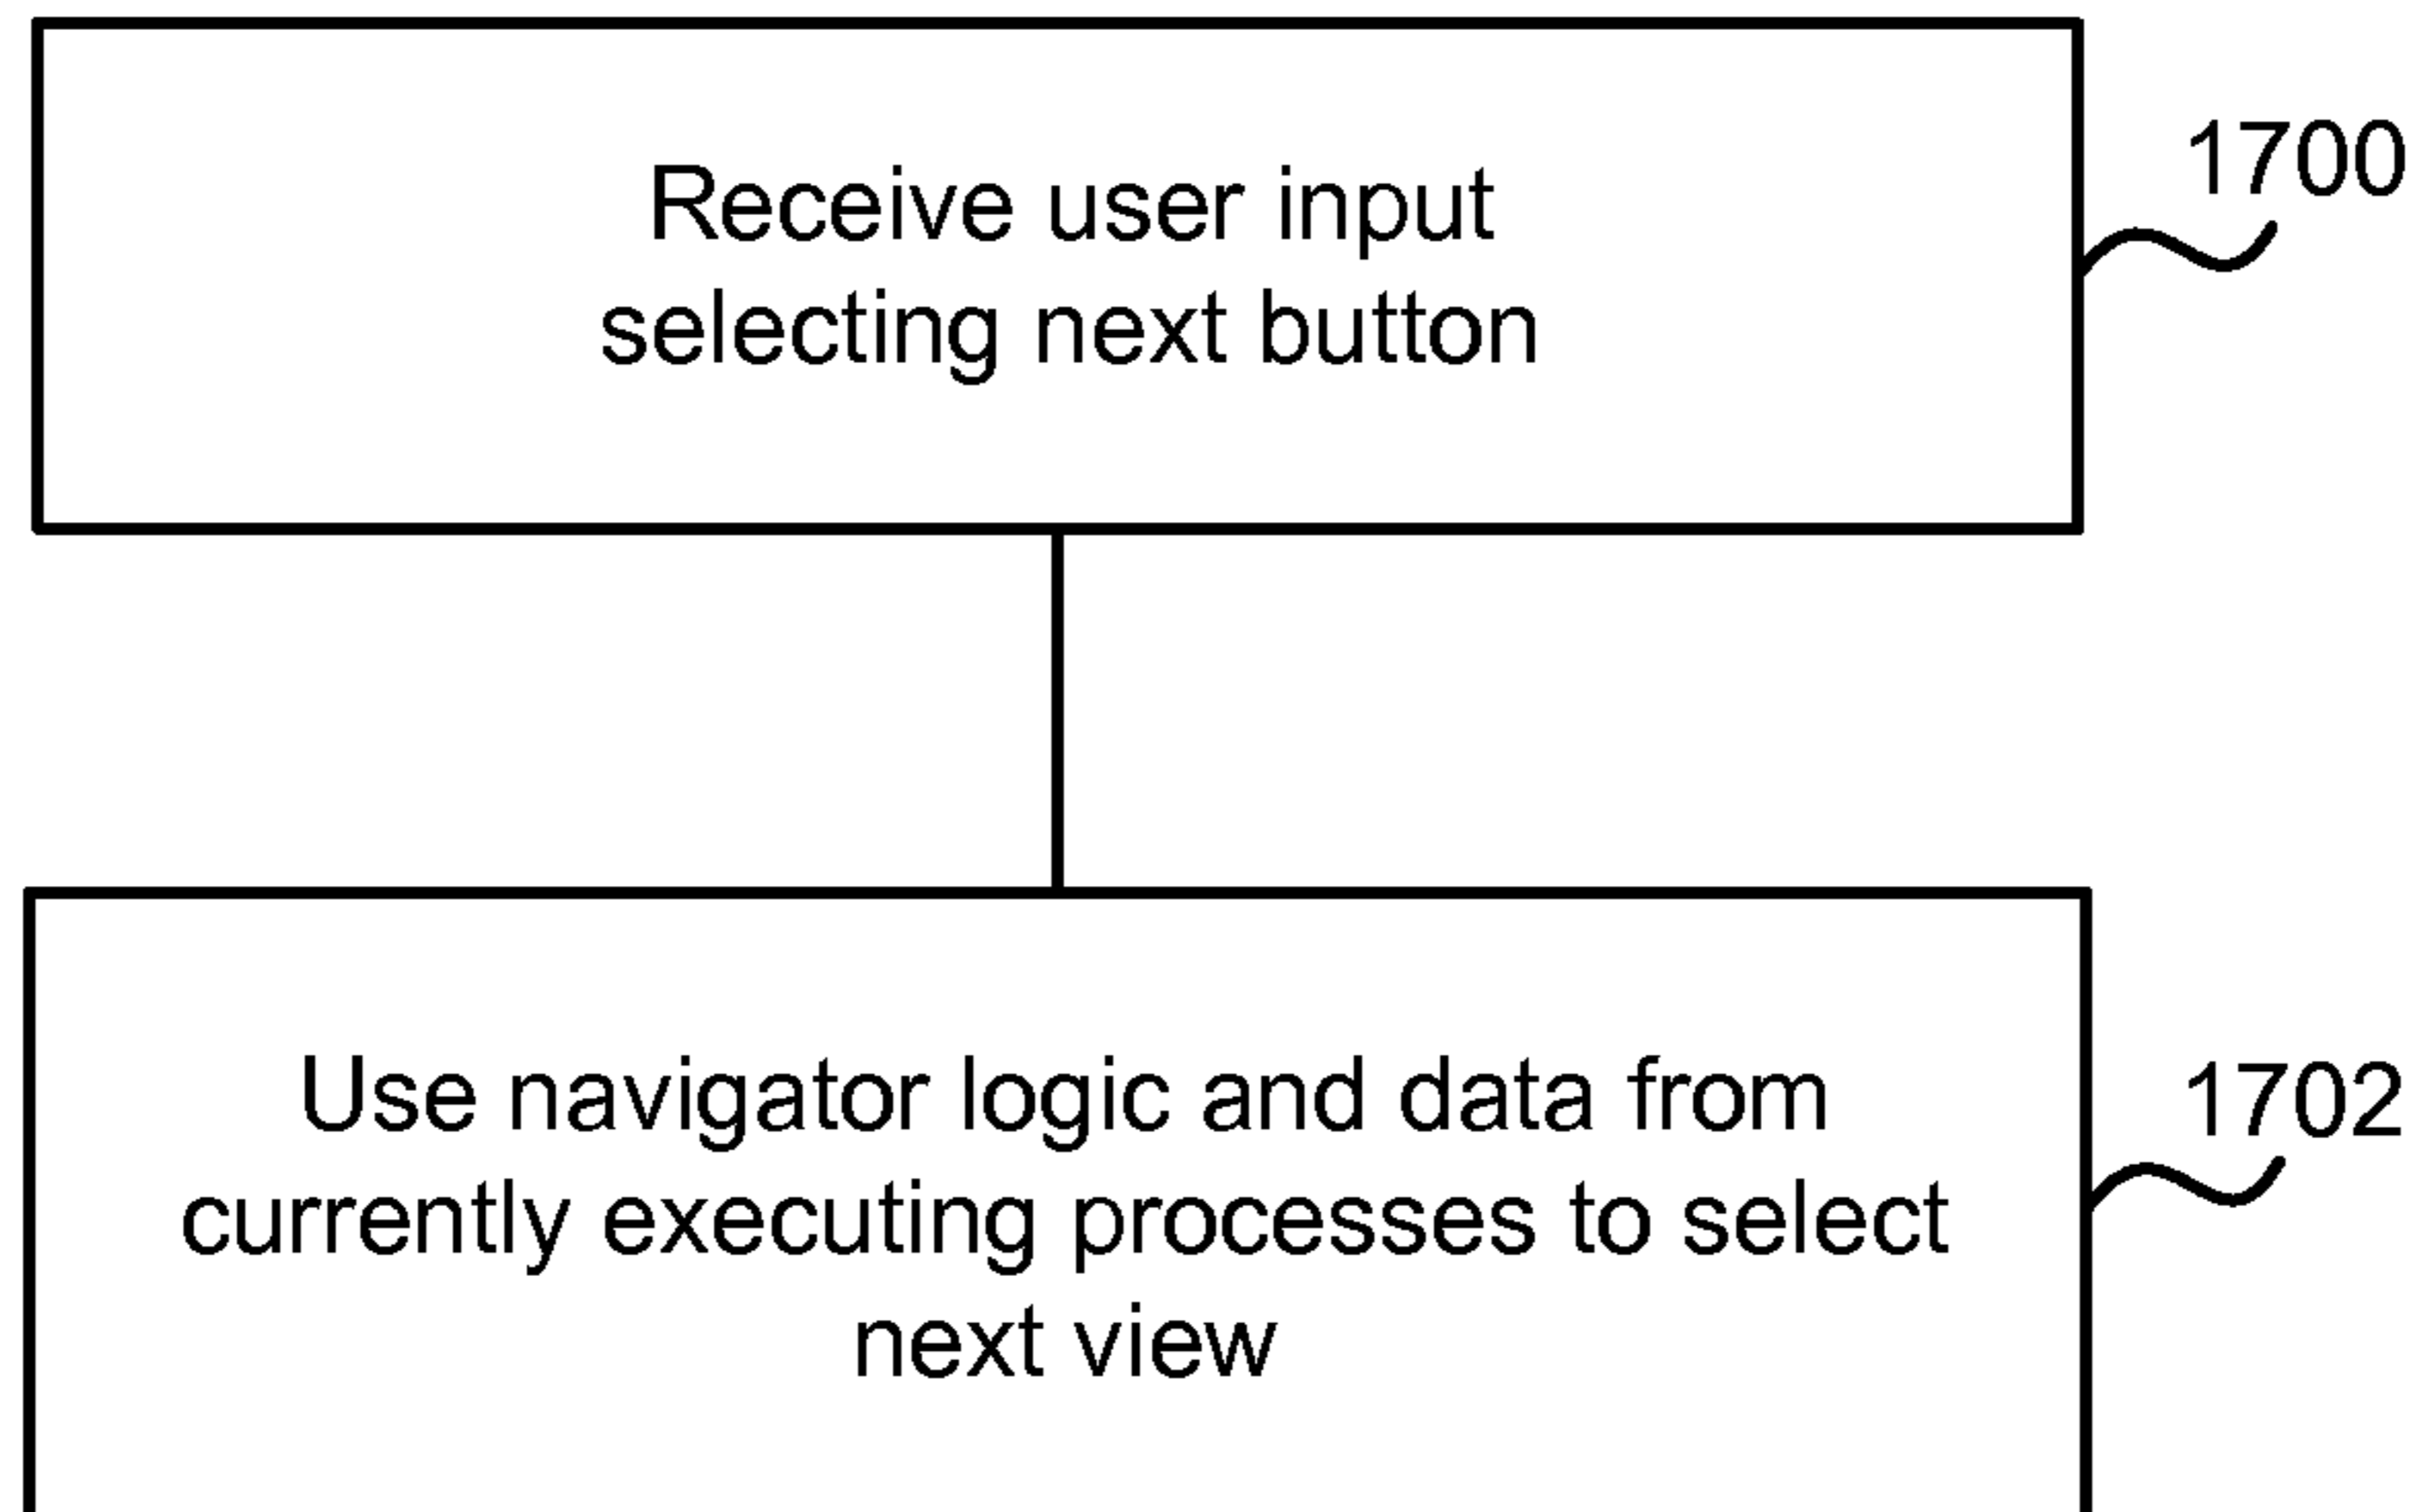 Receive user input
selecting next button
1700
Use navigator logic and data from
currently executing processes to select
next view
1702